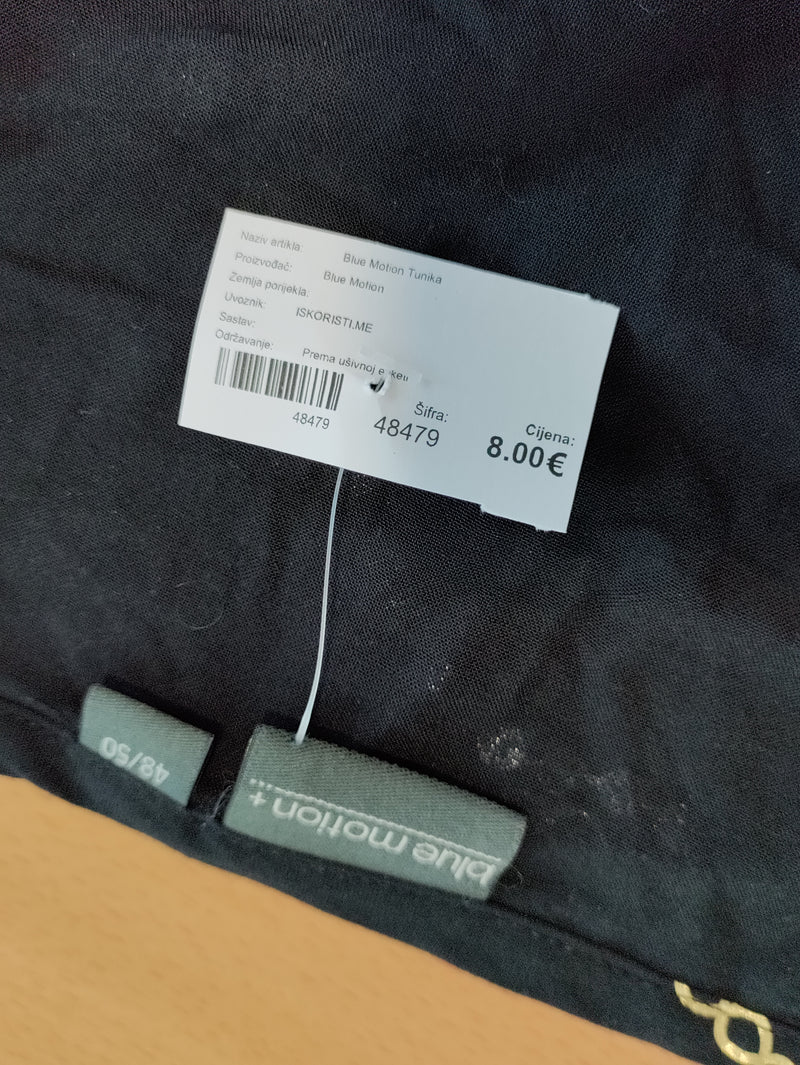 Naziv artikla: Blue Motion Tunika
Proizvođač: Blue Motion
Zemlja porijekla:
Uvoznik: ISKORISTI.ME
Sastav:
Održavanje: Prema ušivnoj
48479
Šifra:
48479
Cijena:
8.00€
48/50
blue motion +